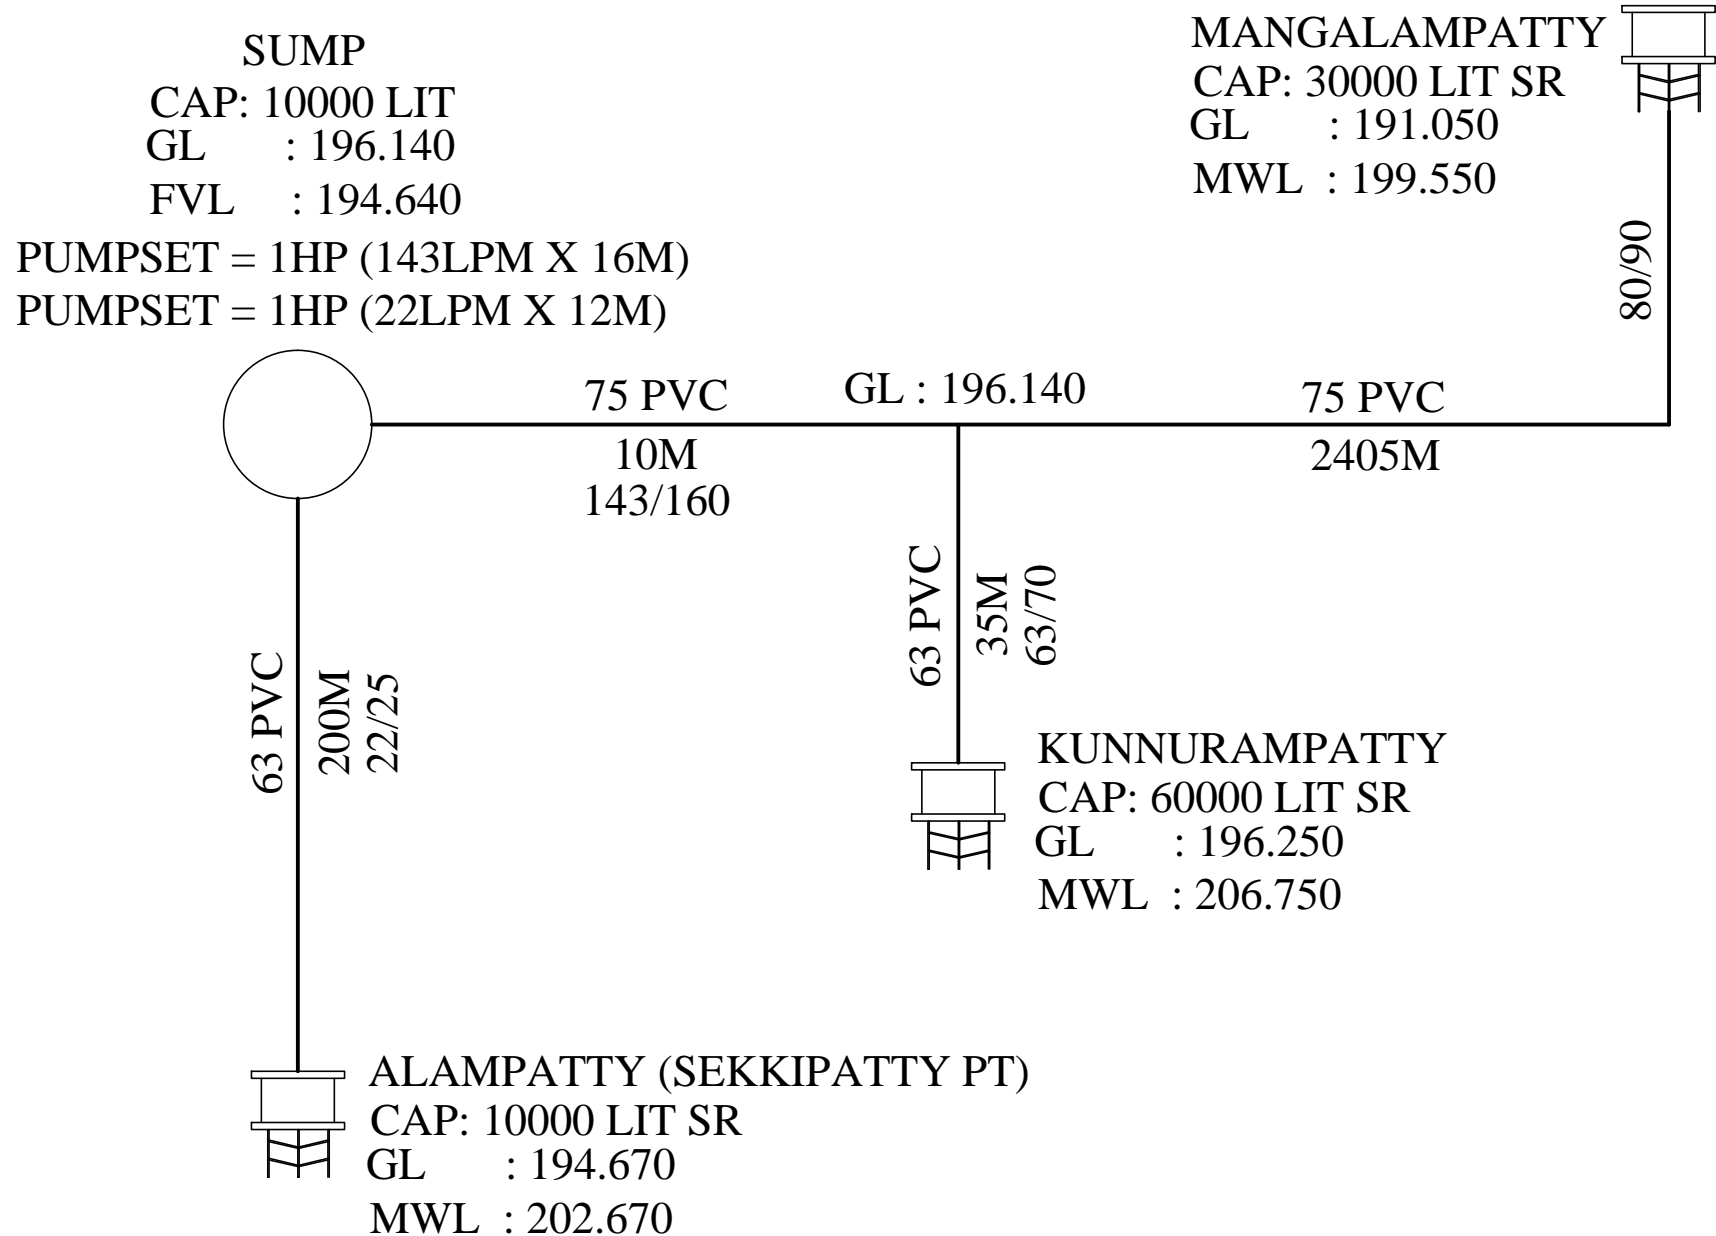 SUMP
CAP: 10000 LIT
GL : 196.140
FVL : 194.640
PUMPSET = 1HP (143LPM X 16M)
PUMPSET = 1HP (22LPM X 12M)
MANGALAMPATTY
CAP: 30000 LIT SR
GL : 191.050
MWL : 199.550
80/90
75 PVC
10M
143/160
GL : 196.140
75 PVC
2405M
63 PVC
35M
63/70
63 PVC
200M
22/25
KUNNURAMPATTY
CAP: 60000 LIT SR
GL : 196.250
MWL : 206.750
ALAMPATTY (SEKKIPATTY PT)
CAP: 10000 LIT SR
GL : 194.670
MWL : 202.670